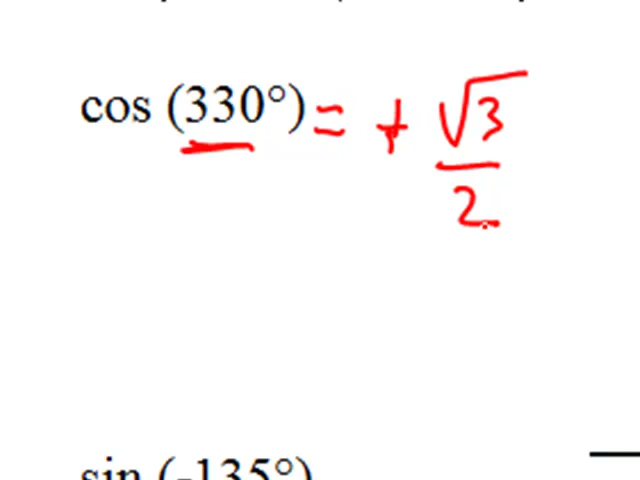 cos (330°) = + √3/2
sin (-135°)